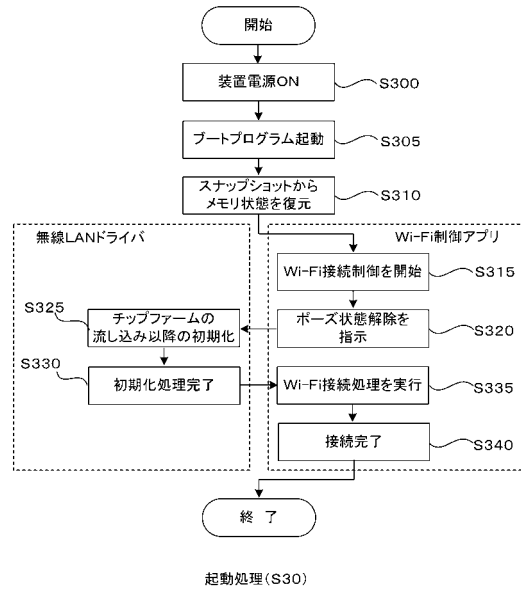 開始
装置電源ON
S300
ブートプログラム起動
S305
スナップショットから
メモリ状態を復元
S310
無線LANドライバ
Wi-Fi制御アプリ
Wi-Fi接続制御を開始
S315
S325
チップファームの
流し込み以降の初期化
ポーズ状態解除を
指示
S320
S330
初期化処理完了
Wi-Fi接続処理を実行
S335
接続完了
S340
終 了
起動処理(S30)